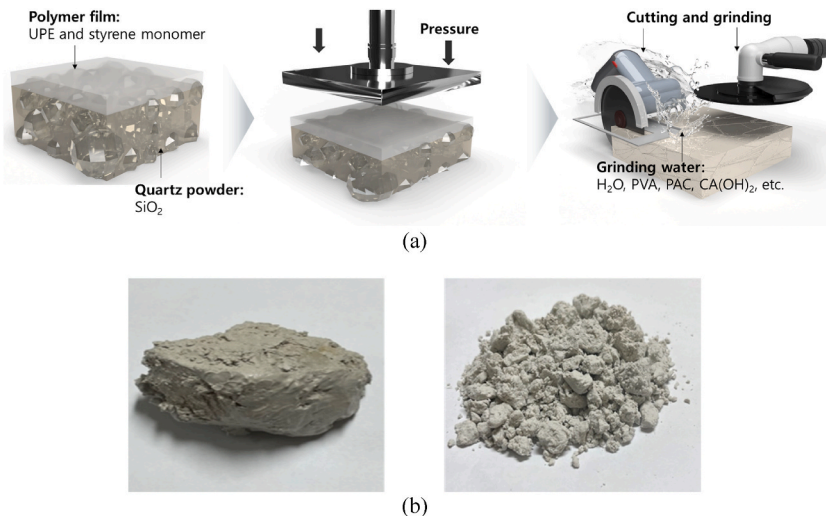 Polymer film:
UPE and styrene monomer
Quartz powder:
SiO₂
Pressure
Cutting and grinding
Grinding water:
H₂O, PVA, PAC, CA(OH)₂, etc.
(a)
(b)